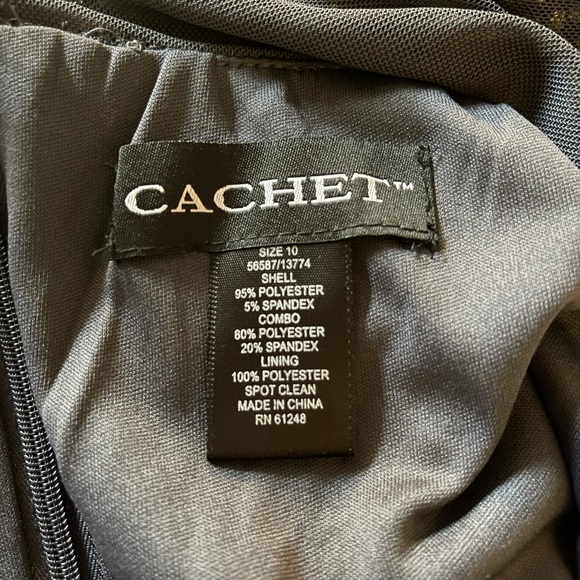 CACHET™
SIZE 10
56587/13774
SHELL
95% POLYESTER
5% SPANDEX
COMBO
80% POLYESTER
20% SPANDEX
LINING
100% POLYESTER
SPOT CLEAN
MADE IN CHINA
RN 61248